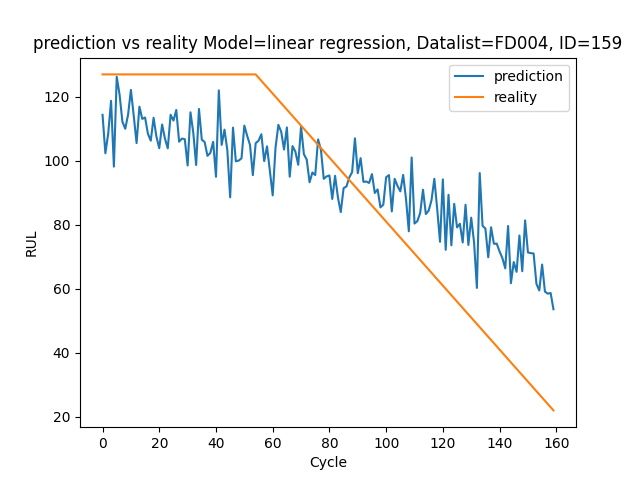 prediction vs reality Model=linear regression, Datalist=FD004, ID=159
prediction
reality
120
100
80
60
40
20
RUL
0 20 40 60 80 100 120 140 160
Cycle